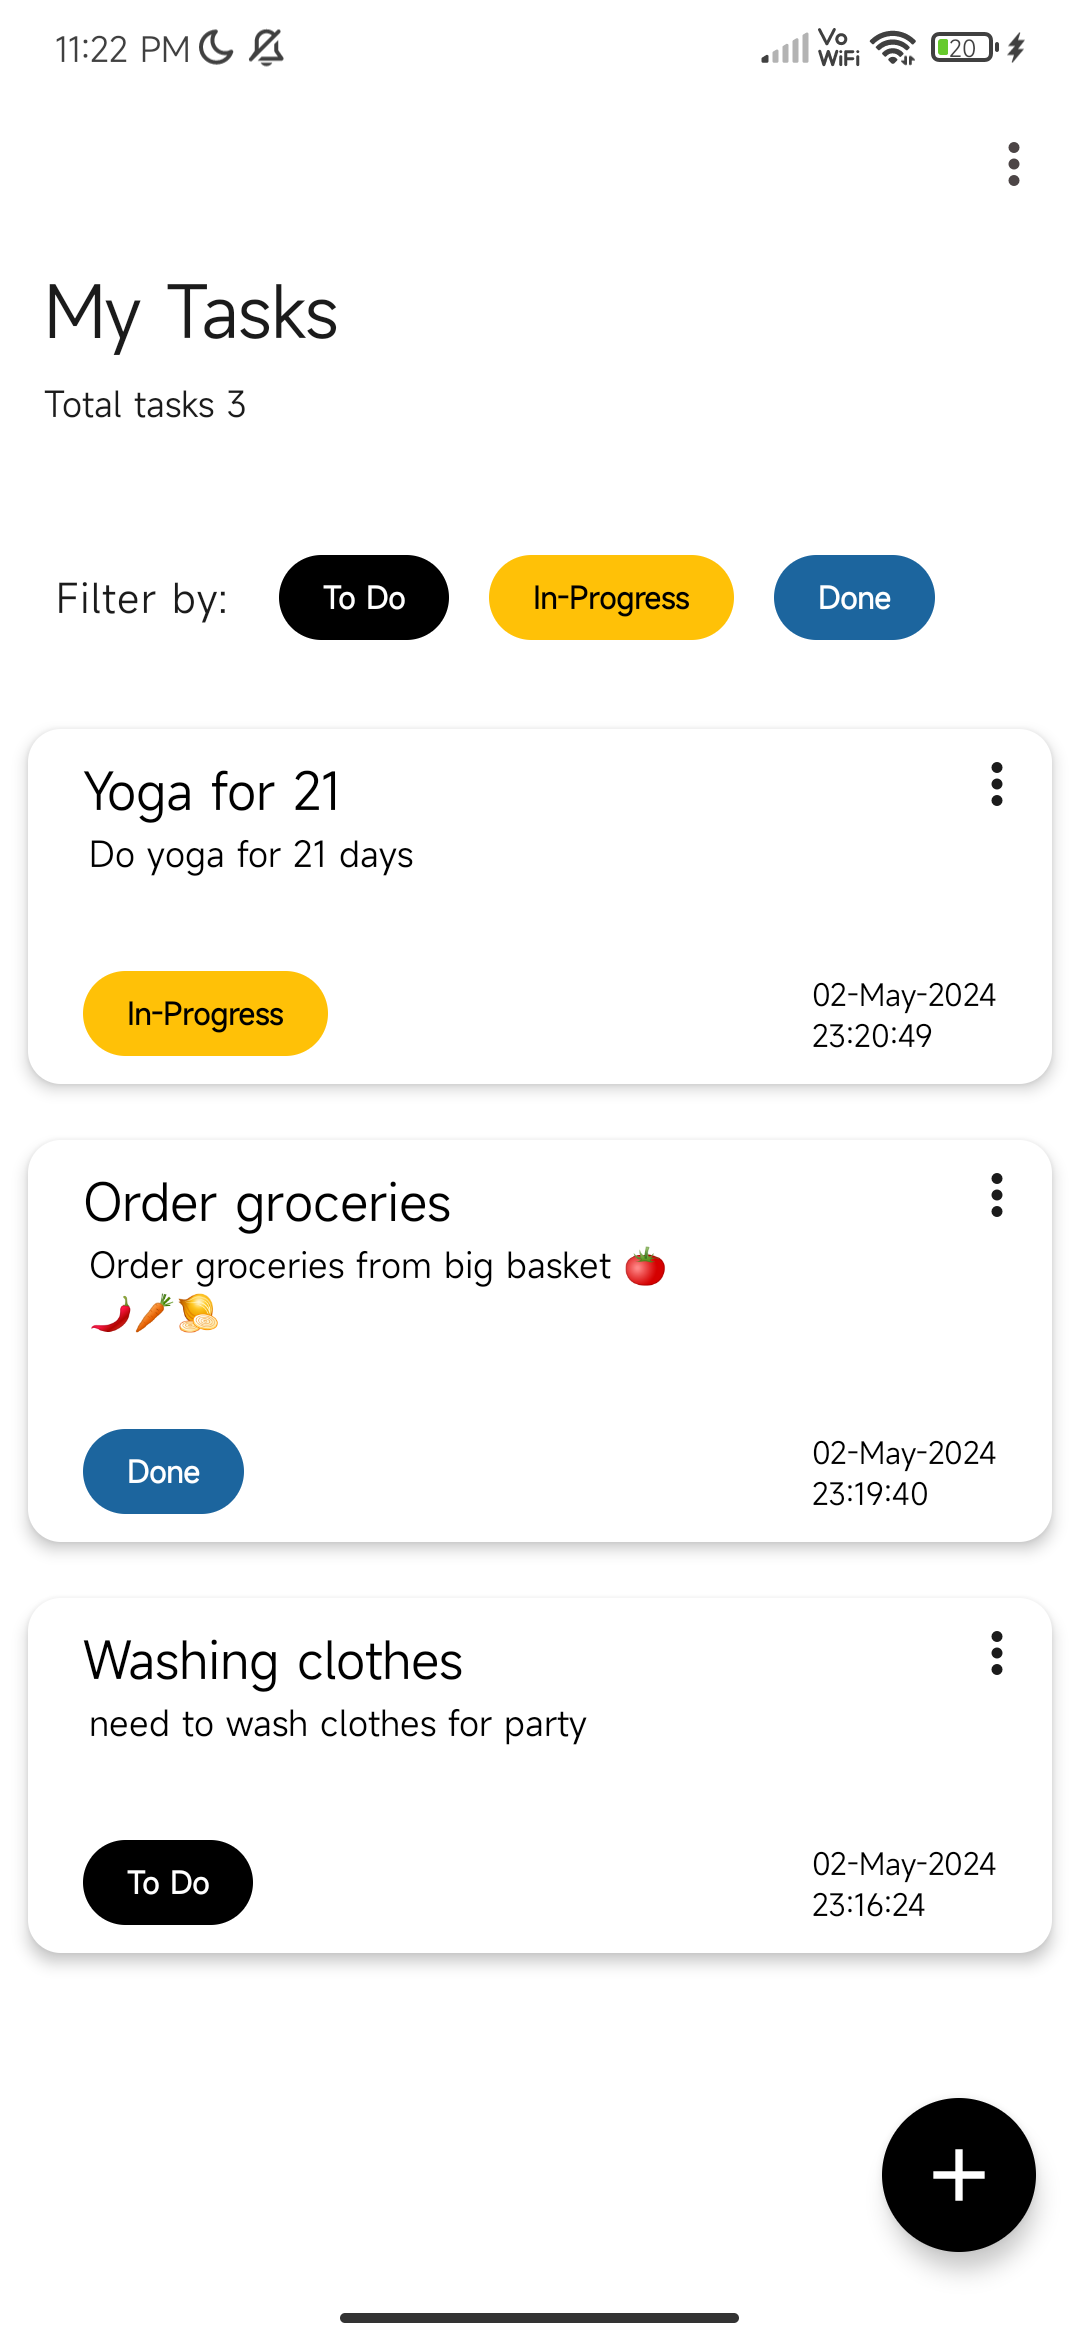 11:22 PM Vo WiFi 20
My Tasks
Total tasks 3
Filter by: To Do In-Progress Done
Yoga for 21
Do yoga for 21 days
In-Progress 02-May-2024
23:20:49
Order groceries
Order groceries from big basket 🍅
🌶️🥕🧅
Done 02-May-2024
23:19:40
Washing clothes
need to wash clothes for party
To Do 02-May-2024
23:16:24